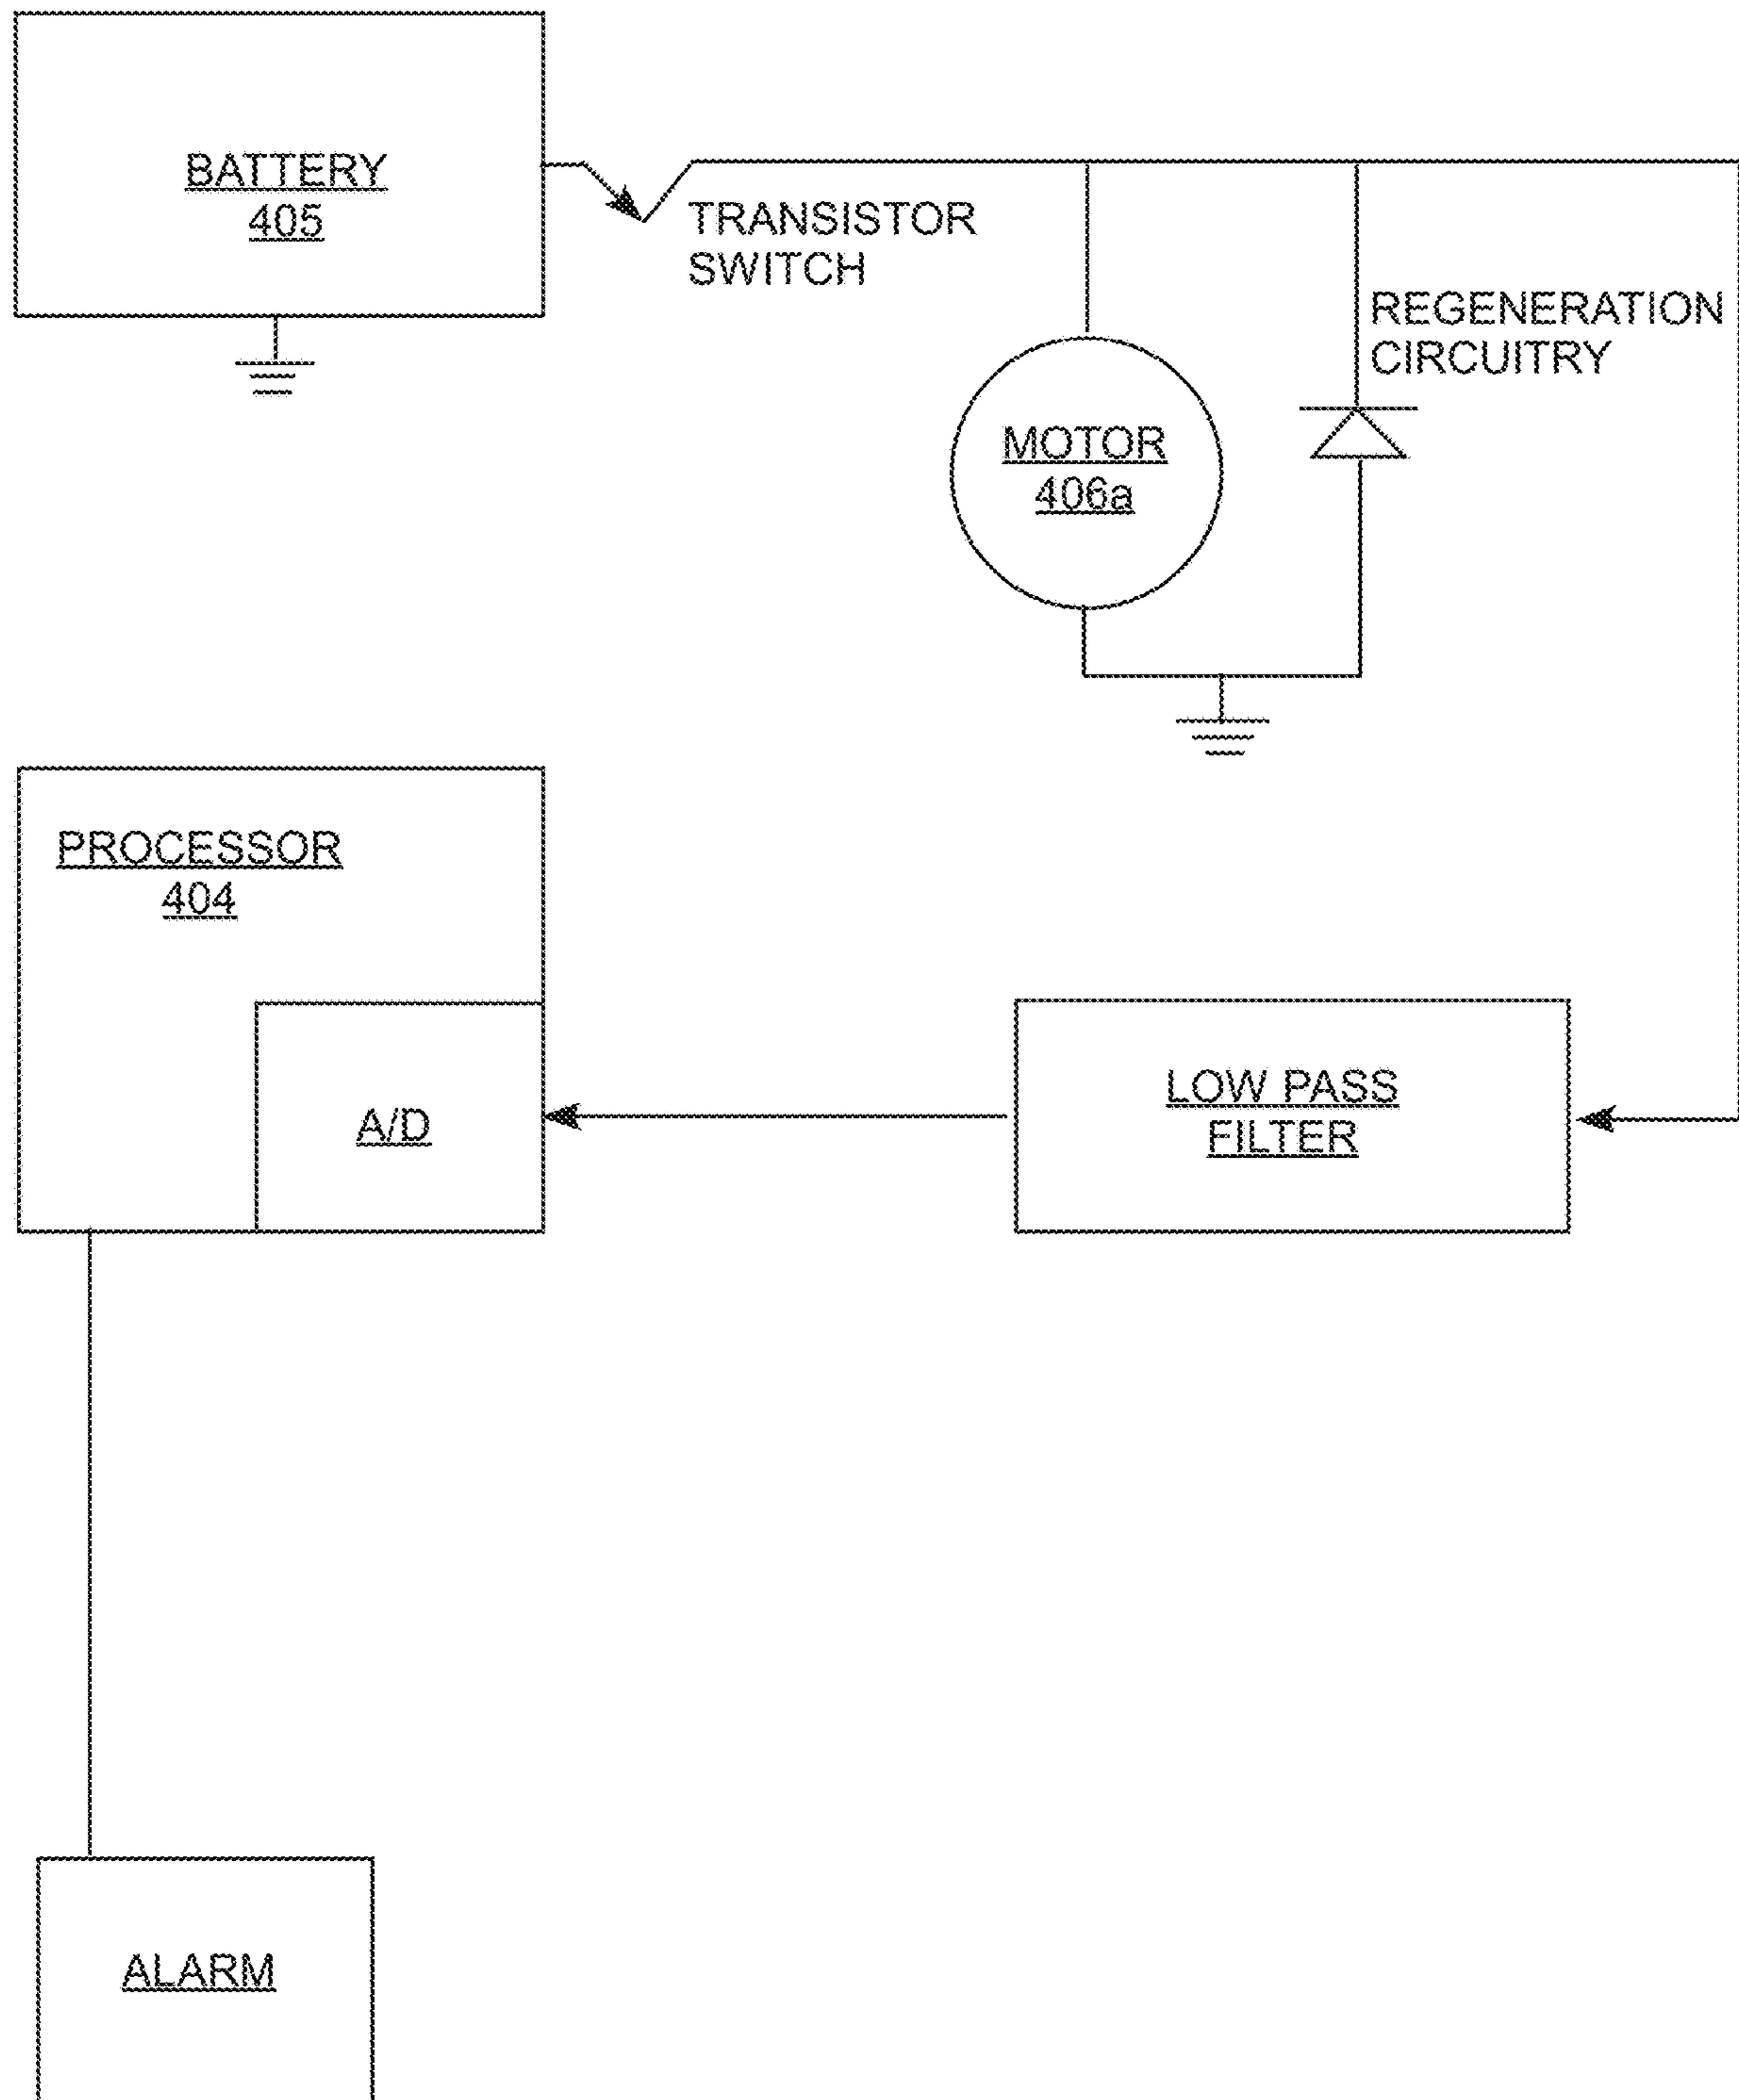 BATTERY
405
TRANSISTOR
SWITCH
REGENERATION
CIRCUITRY
MOTOR
406a
PROCESSOR
404
A/D
LOW PASS
FILTER
ALARM